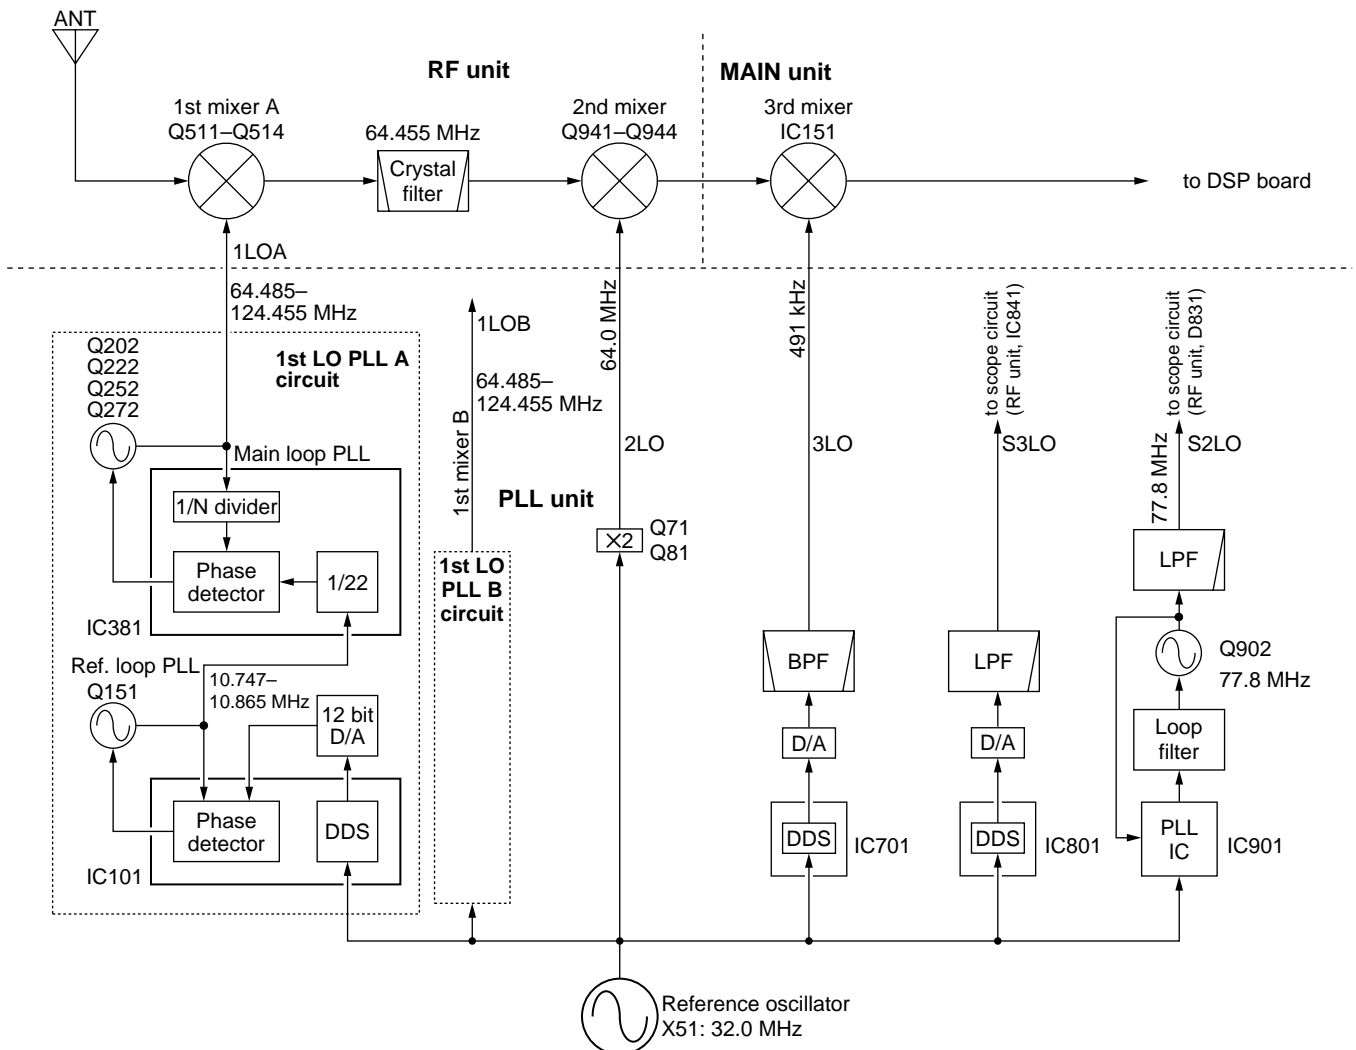 ANT
RF unit
MAIN unit
1st mixer A
Q511–Q514
64.455 MHz
Crystal
filter
2nd mixer
Q941–Q944
3rd mixer
IC151
to DSP board
1LOA
64.485–
124.455 MHz
1LOB
64.485–
124.455 MHz
1st mixer B
64.0 MHz
2LO
491 kHz
3LO
to scope circuit
(RF unit, IC841)
S3LO
to scope circuit
(RF unit, D831)
S2LO
77.8 MHz
Q202
Q222
Q252
Q272
1st LO PLL A
circuit
Main loop PLL
1/N divider
Phase
detector
1/22
IC381
PLL unit
X2
Q71
Q81
1st LO
PLL B
circuit
LPF
Ref. loop PLL
Q151
10.747–
10.865 MHz
12 bit
D/A
BPF
LPF
Q902
77.8 MHz
D/A
D/A
Loop
filter
Phase
detector
DDS
IC101
DDS
IC701
DDS
IC801
PLL
IC
IC901
Reference oscillator
X51: 32.0 MHz